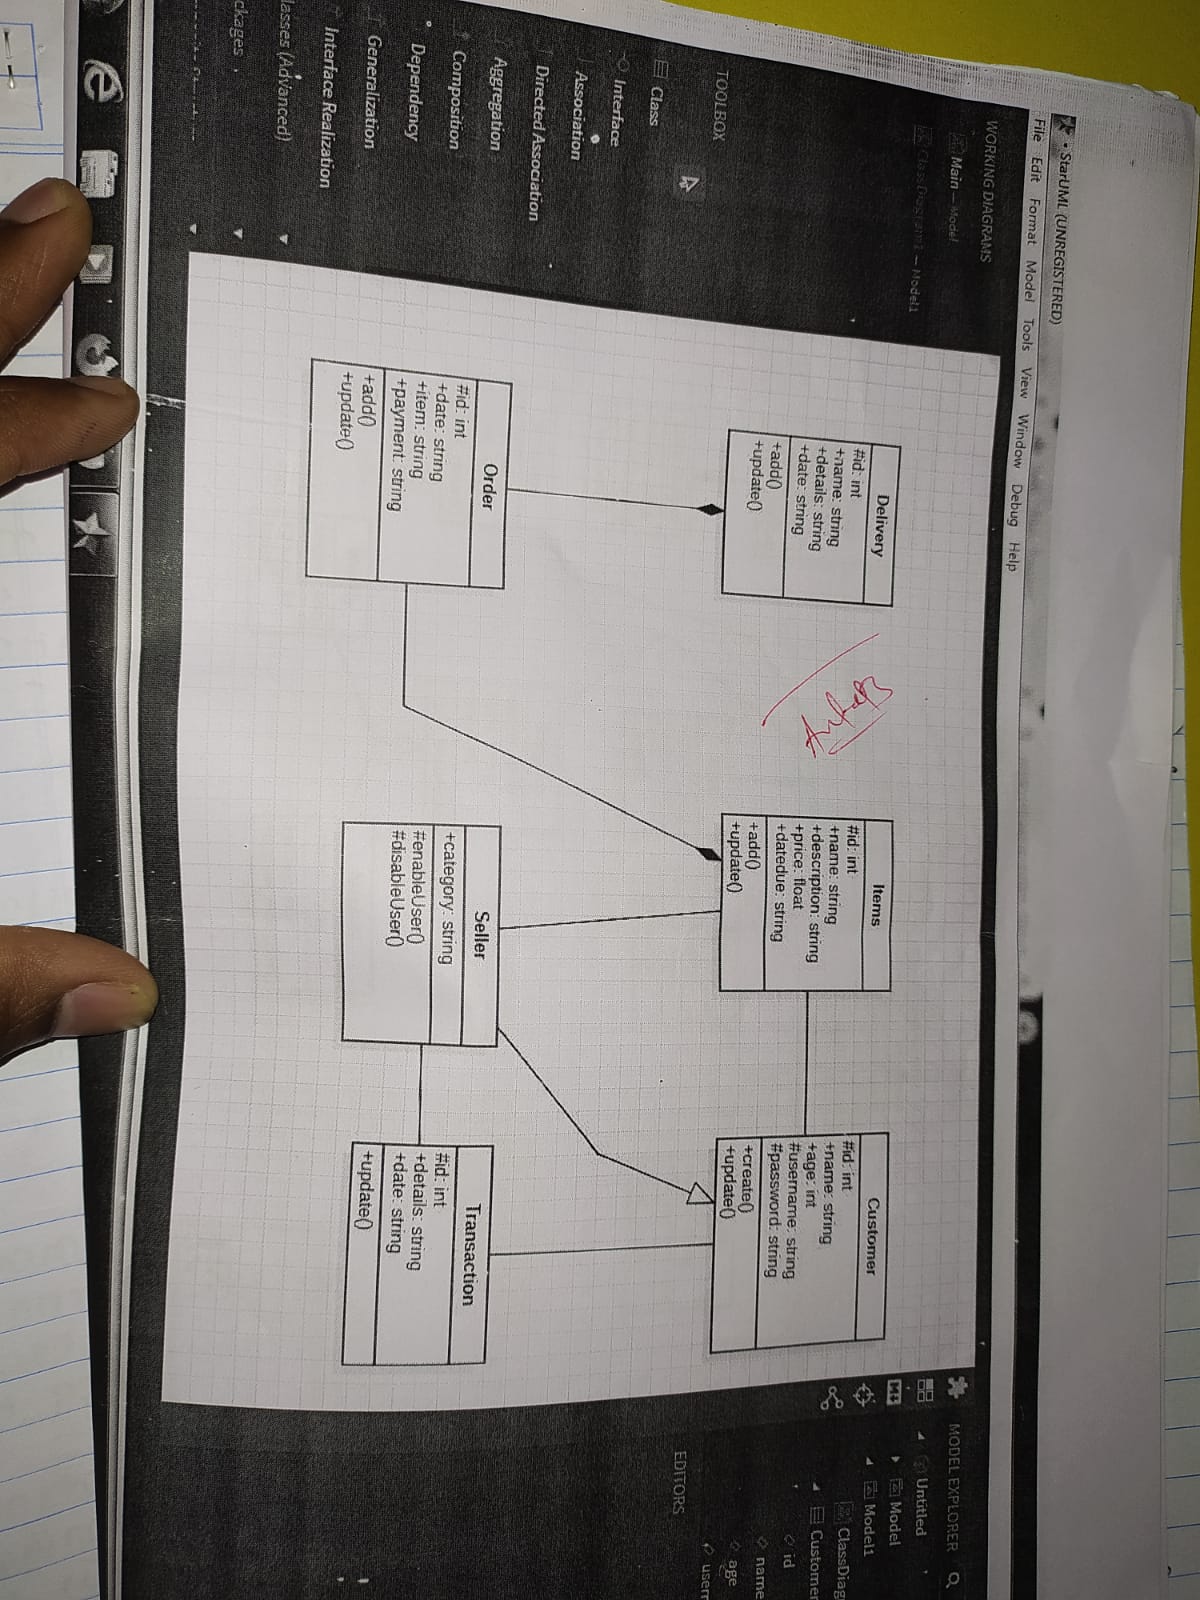 StarUML (UNREGISTERED)
File Edit Format Model Tools View Window Debug Help
WORKING DIAGRAMS
Main — Model
ClassDiagram1 — Model1
TOOLBOX
Class
Interface
Association
Directed Association
Aggregation
Composition
Dependency
Generalization
Interface Realization
lasses (Advanced)
ckages
Delivery
#id: int
+name: string
+details: string
+date: string
+add()
+update()
Items
#id: int
+name: string
+description: string
+price: float
+datedue: string
+add()
+update()
Customer
#id: int
+name: string
+age: int
#username: string
#password: string
+create()
+update()
Order
#id: int
+date: string
+item: string
+payment: string
+add()
+update()
Seller
+category: string
#enableUser()
#disableUser()
Transaction
#id: int
+details: string
+date: string
+update()
MODEL EXPLORER
Untitled
Model
Model1
ClassDiag
Customer
id
name
age
usern
EDITORS